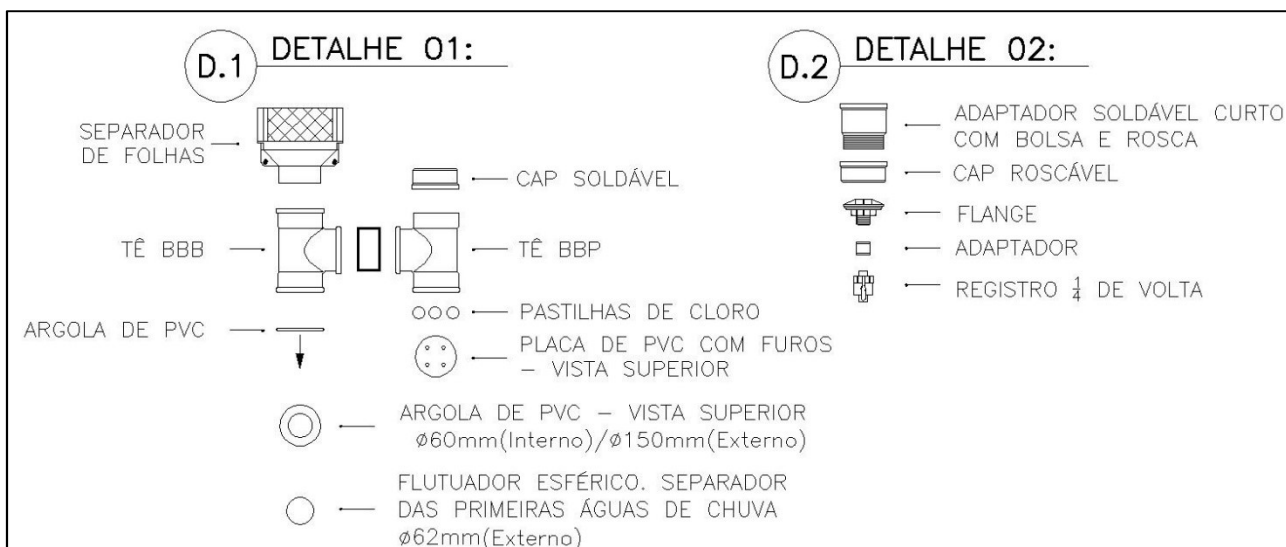 D.1
DETALHE 01:
SEPARADOR
DE FOLHAS
CAP SOLDÁVEL
TÊ BBB
TÊ BBP
ARGOLA DE PVC
PASTILHAS DE CLORO
PLACA DE PVC COM FUROS
– VISTA SUPERIOR
ARGOLA DE PVC – VISTA SUPERIOR
ø60mm(Interno)/ø150mm(Externo)
FLUTUADOR ESFÉRICO. SEPARADOR
DAS PRIMEIRAS ÁGUAS DE CHUVA
ø62mm(Externo)
D.2
DETALHE 02:
ADAPTADOR SOLDÁVEL CURTO
COM BOLSA E ROSCA
CAP ROSCÁVEL
FLANGE
ADAPTADOR
REGISTRO 1/4 DE VOLTA